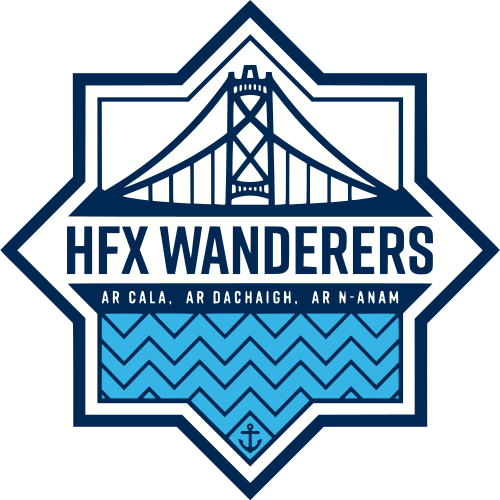 HFX WANDERERS
AR CALA, AR DACHAIGH, AR N-ANAM